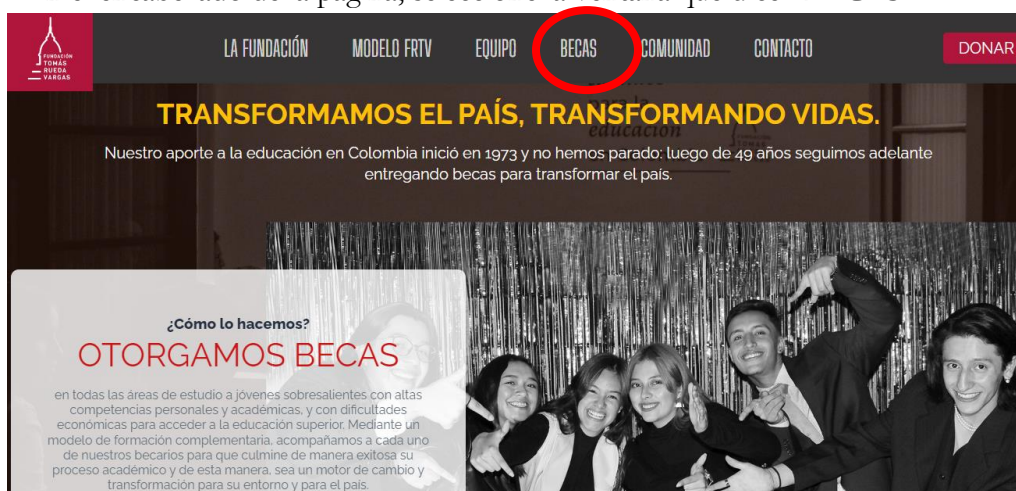 FUNDACIÓN
TOMÁS
RUEDA
VARGAS
LA FUNDACIÓN MODELO FRTV EQUIPO BECAS COMUNIDAD CONTACTO DONAR
TRANSFORMAMOS EL PAÍS, TRANSFORMANDO VIDAS.
educación
Nuestro aporte a la educación en Colombia inició en 1973 y no hemos parado: luego de 49 años seguimos adelante
entregando becas para transformar el país.
¿Cómo lo hacemos?
OTORGAMOS BECAS
en todas las áreas de estudio a jóvenes sobresalientes con altas
competencias personales y académicas, y con dificultades
económicas para acceder a la educación superior. Mediante un
modelo de formación complementaria, acompañamos a cada uno
de nuestros becarios para que culmine de manera exitosa su
proceso académico y de esta manera, sea un motor de cambio y
transformación para su entorno y para el país.